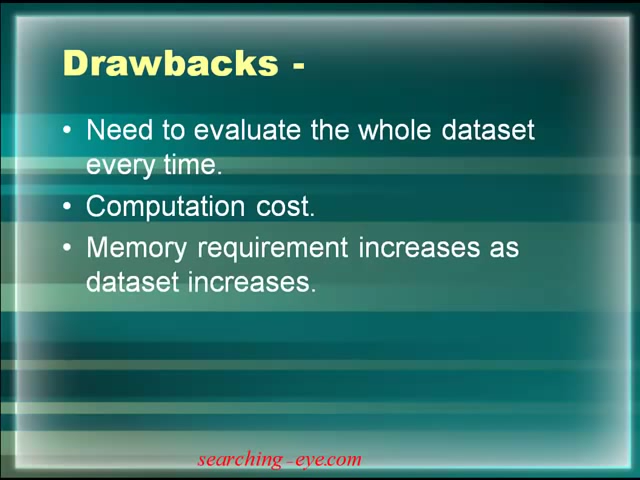 Drawbacks -
• Need to evaluate the whole dataset
every time.
• Computation cost.
• Memory requirement increases as
dataset increases.
searching - eye.com